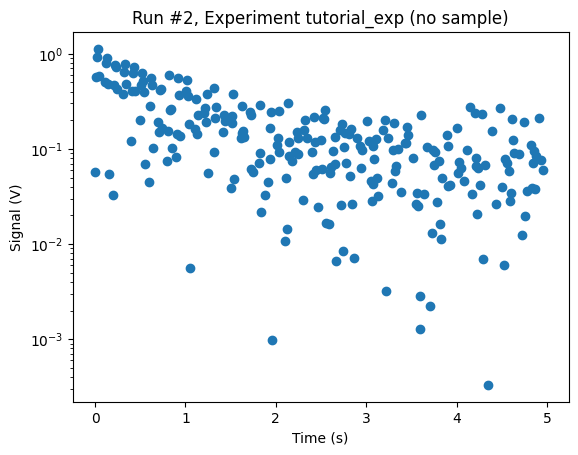 Run #2, Experiment tutorial_exp (no sample)
Signal (V)
10⁰
10⁻¹
10⁻²
10⁻³
0 1 2 3 4 5
Time (s)